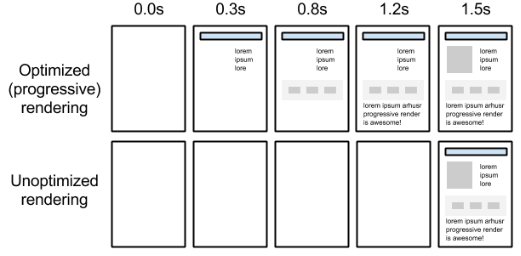 0.0s 0.3s 0.8s 1.2s 1.5s
Optimized
(progressive)
rendering
lorem
ipsum
lore
lorem
ipsum
lore
lorem
ipsum
lore
lorem ipsum arhusr
progressive render
is awesome!
lorem
ipsum
lore
lorem ipsum arhusr
progressive render
is awesome!
Unoptimized
rendering
lorem
ipsum
lore
lorem ipsum arhusr
progressive render
is awesome!